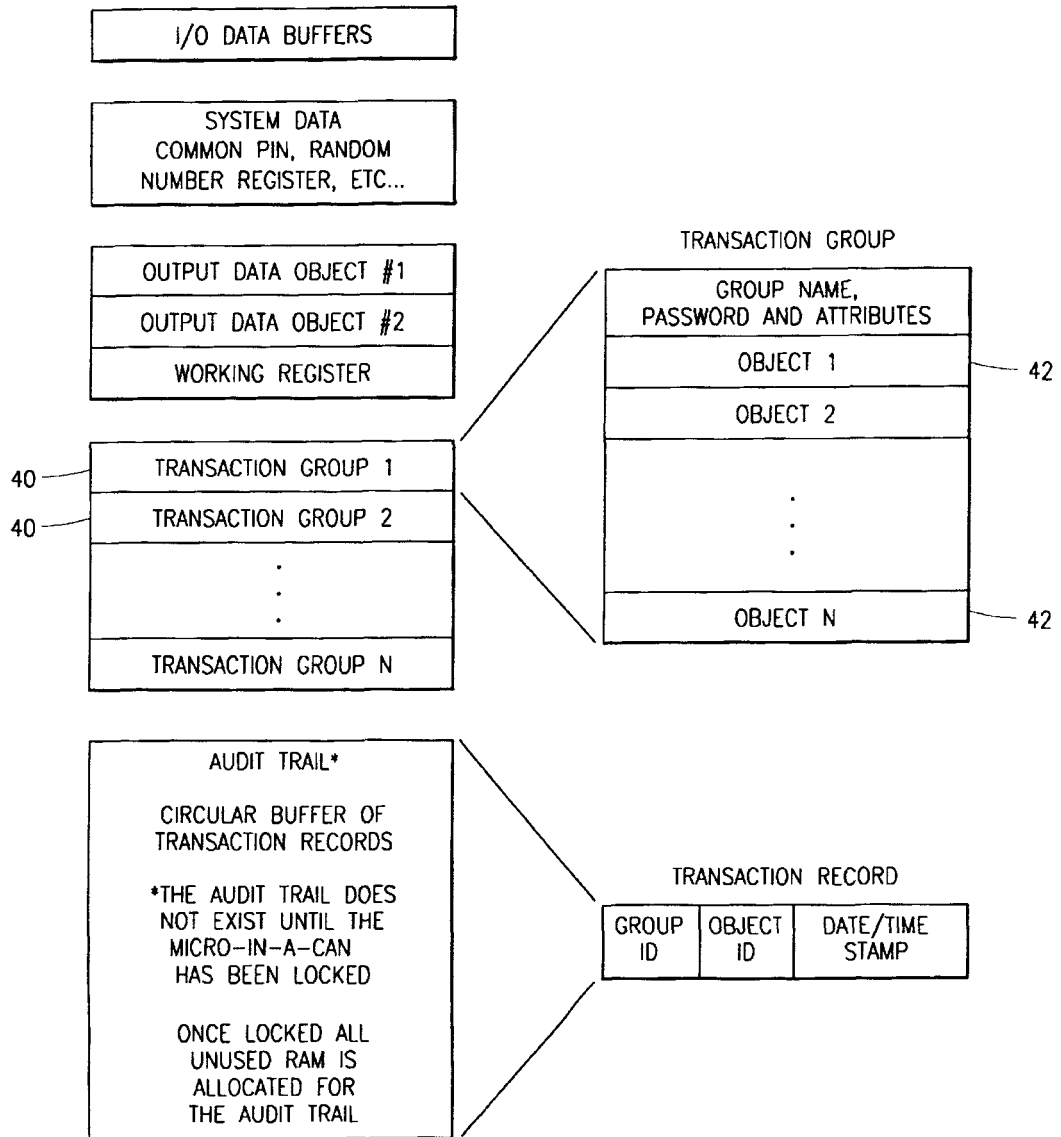 I/O DATA BUFFERS
SYSTEM DATA
COMMON PIN, RANDOM
NUMBER REGISTER, ETC...
OUTPUT DATA OBJECT #1
OUTPUT DATA OBJECT #2
WORKING REGISTER
40
TRANSACTION GROUP 1
40
TRANSACTION GROUP 2
TRANSACTION GROUP N
TRANSACTION GROUP
GROUP NAME,
PASSWORD AND ATTRIBUTES
OBJECT 1
42
OBJECT 2
OBJECT N
42
AUDIT TRAIL*
CIRCULAR BUFFER OF
TRANSACTION RECORDS
*THE AUDIT TRAIL DOES
NOT EXIST UNTIL THE
MICRO-IN-A-CAN
HAS BEEN LOCKED
ONCE LOCKED ALL
UNUSED RAM IS
ALLOCATED FOR
THE AUDIT TRAIL
TRANSACTION RECORD
GROUP
ID
OBJECT
ID
DATE/TIME
STAMP